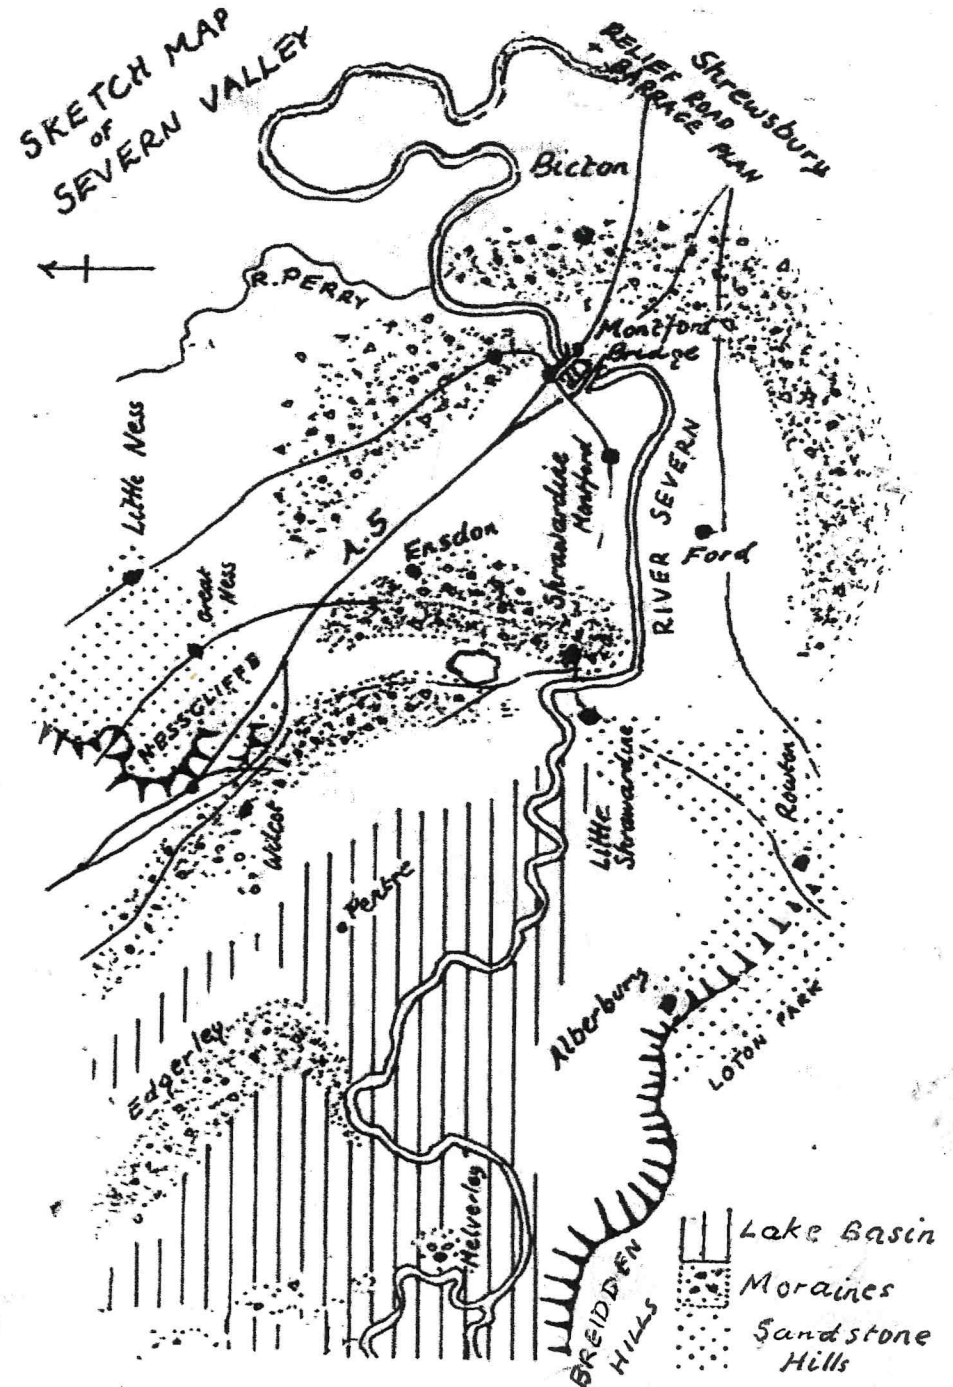 SKETCH MAP
OF
SEVERN VALLEY
Shrewsbury
RELIEF ROAD
+ BARRAGE PLAN
Bicton
R. PERRY
Montford
Bridge
Little Ness
A.5
Ensdon
Shrawardine
Montford
RIVER SEVERN
Ford
Great
Ness
NESSCLIFFE
Wilcot
Little
Shrawardine
Rowton
Pentre
Alberbury
LOTON PARK
Edgerley
Melverley
BREIDDEN
HILLS
Lake Basin
Moraines
Sandstone
Hills